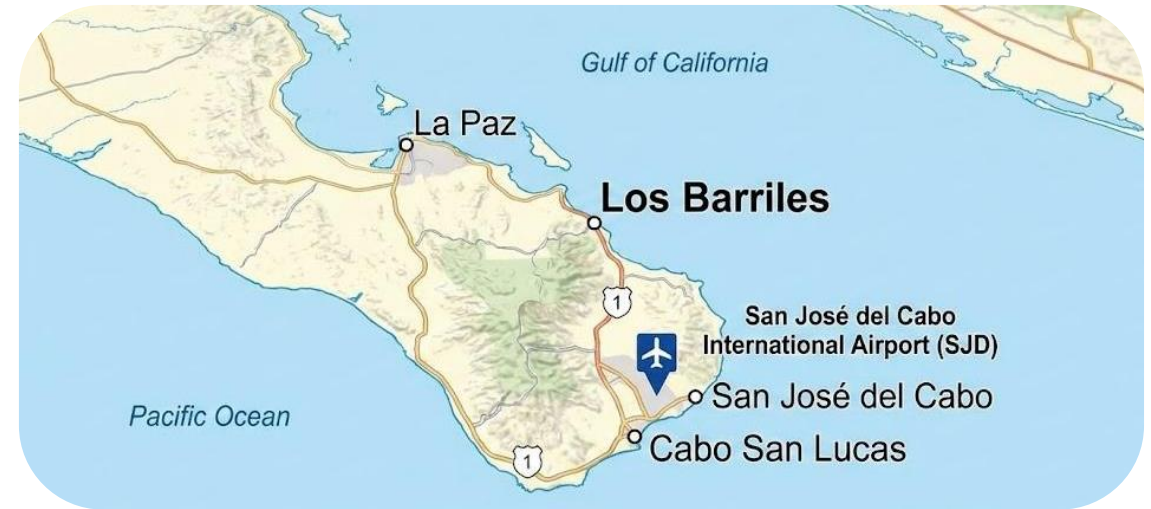 Gulf of California
La Paz
Los Barriles
1
San José del Cabo
International Airport (SJD)
San José del Cabo
Pacific Ocean
Cabo San Lucas
1